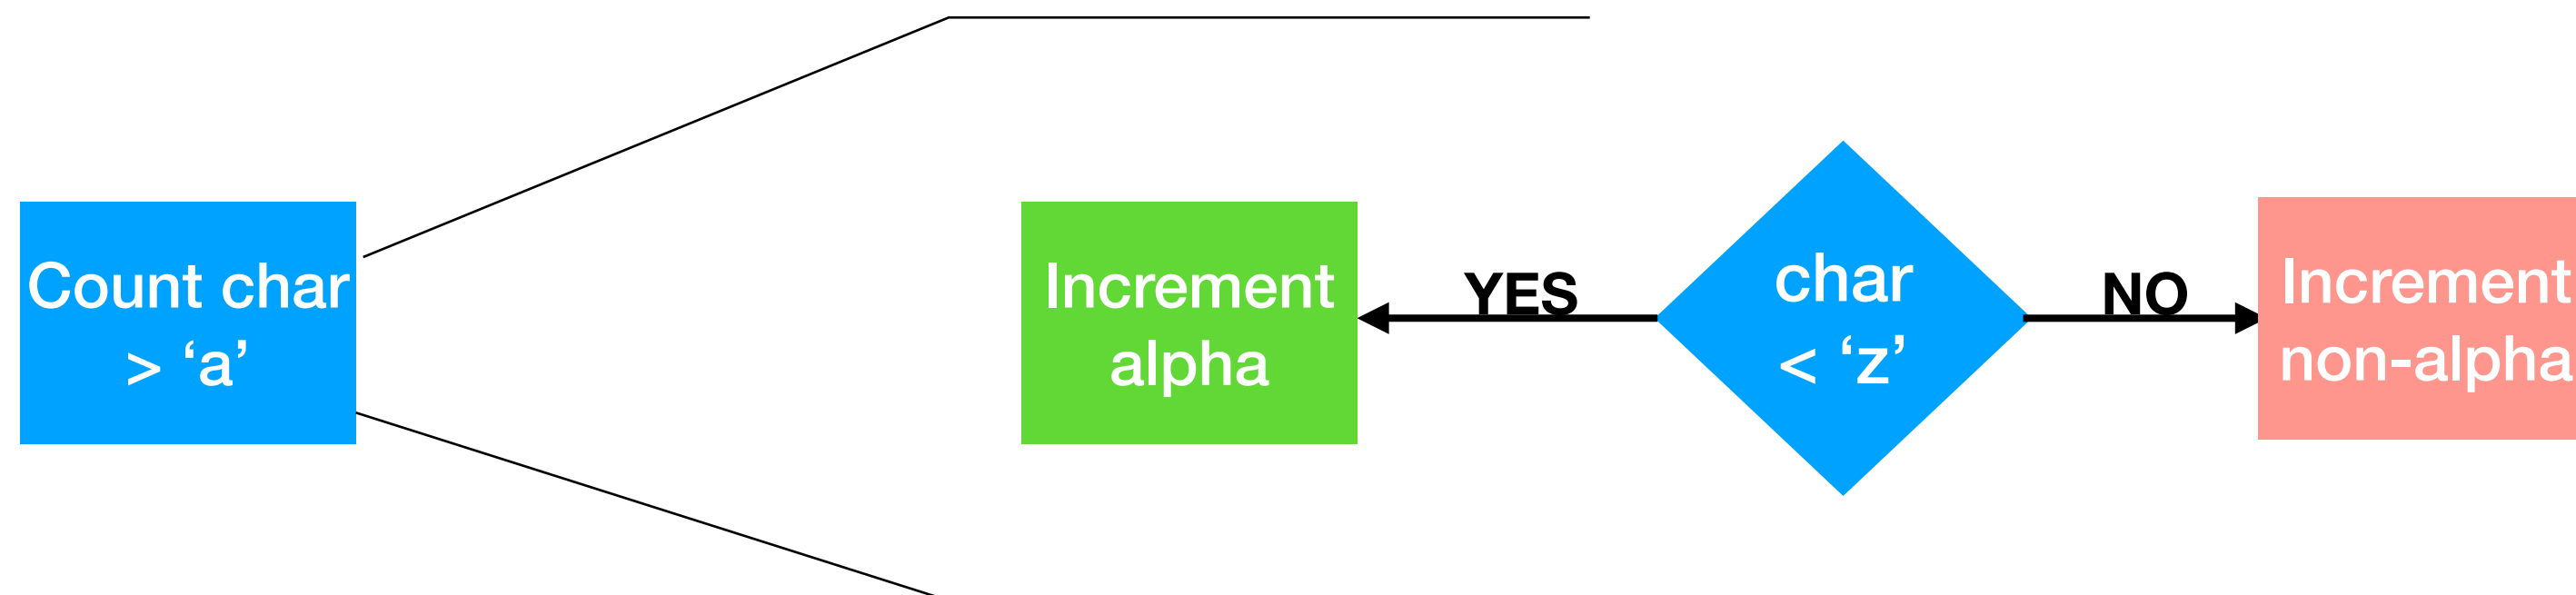 Count char
> ‘a’
Increment
alpha
YES
char
< ‘z’
NO
Increment
non-alpha